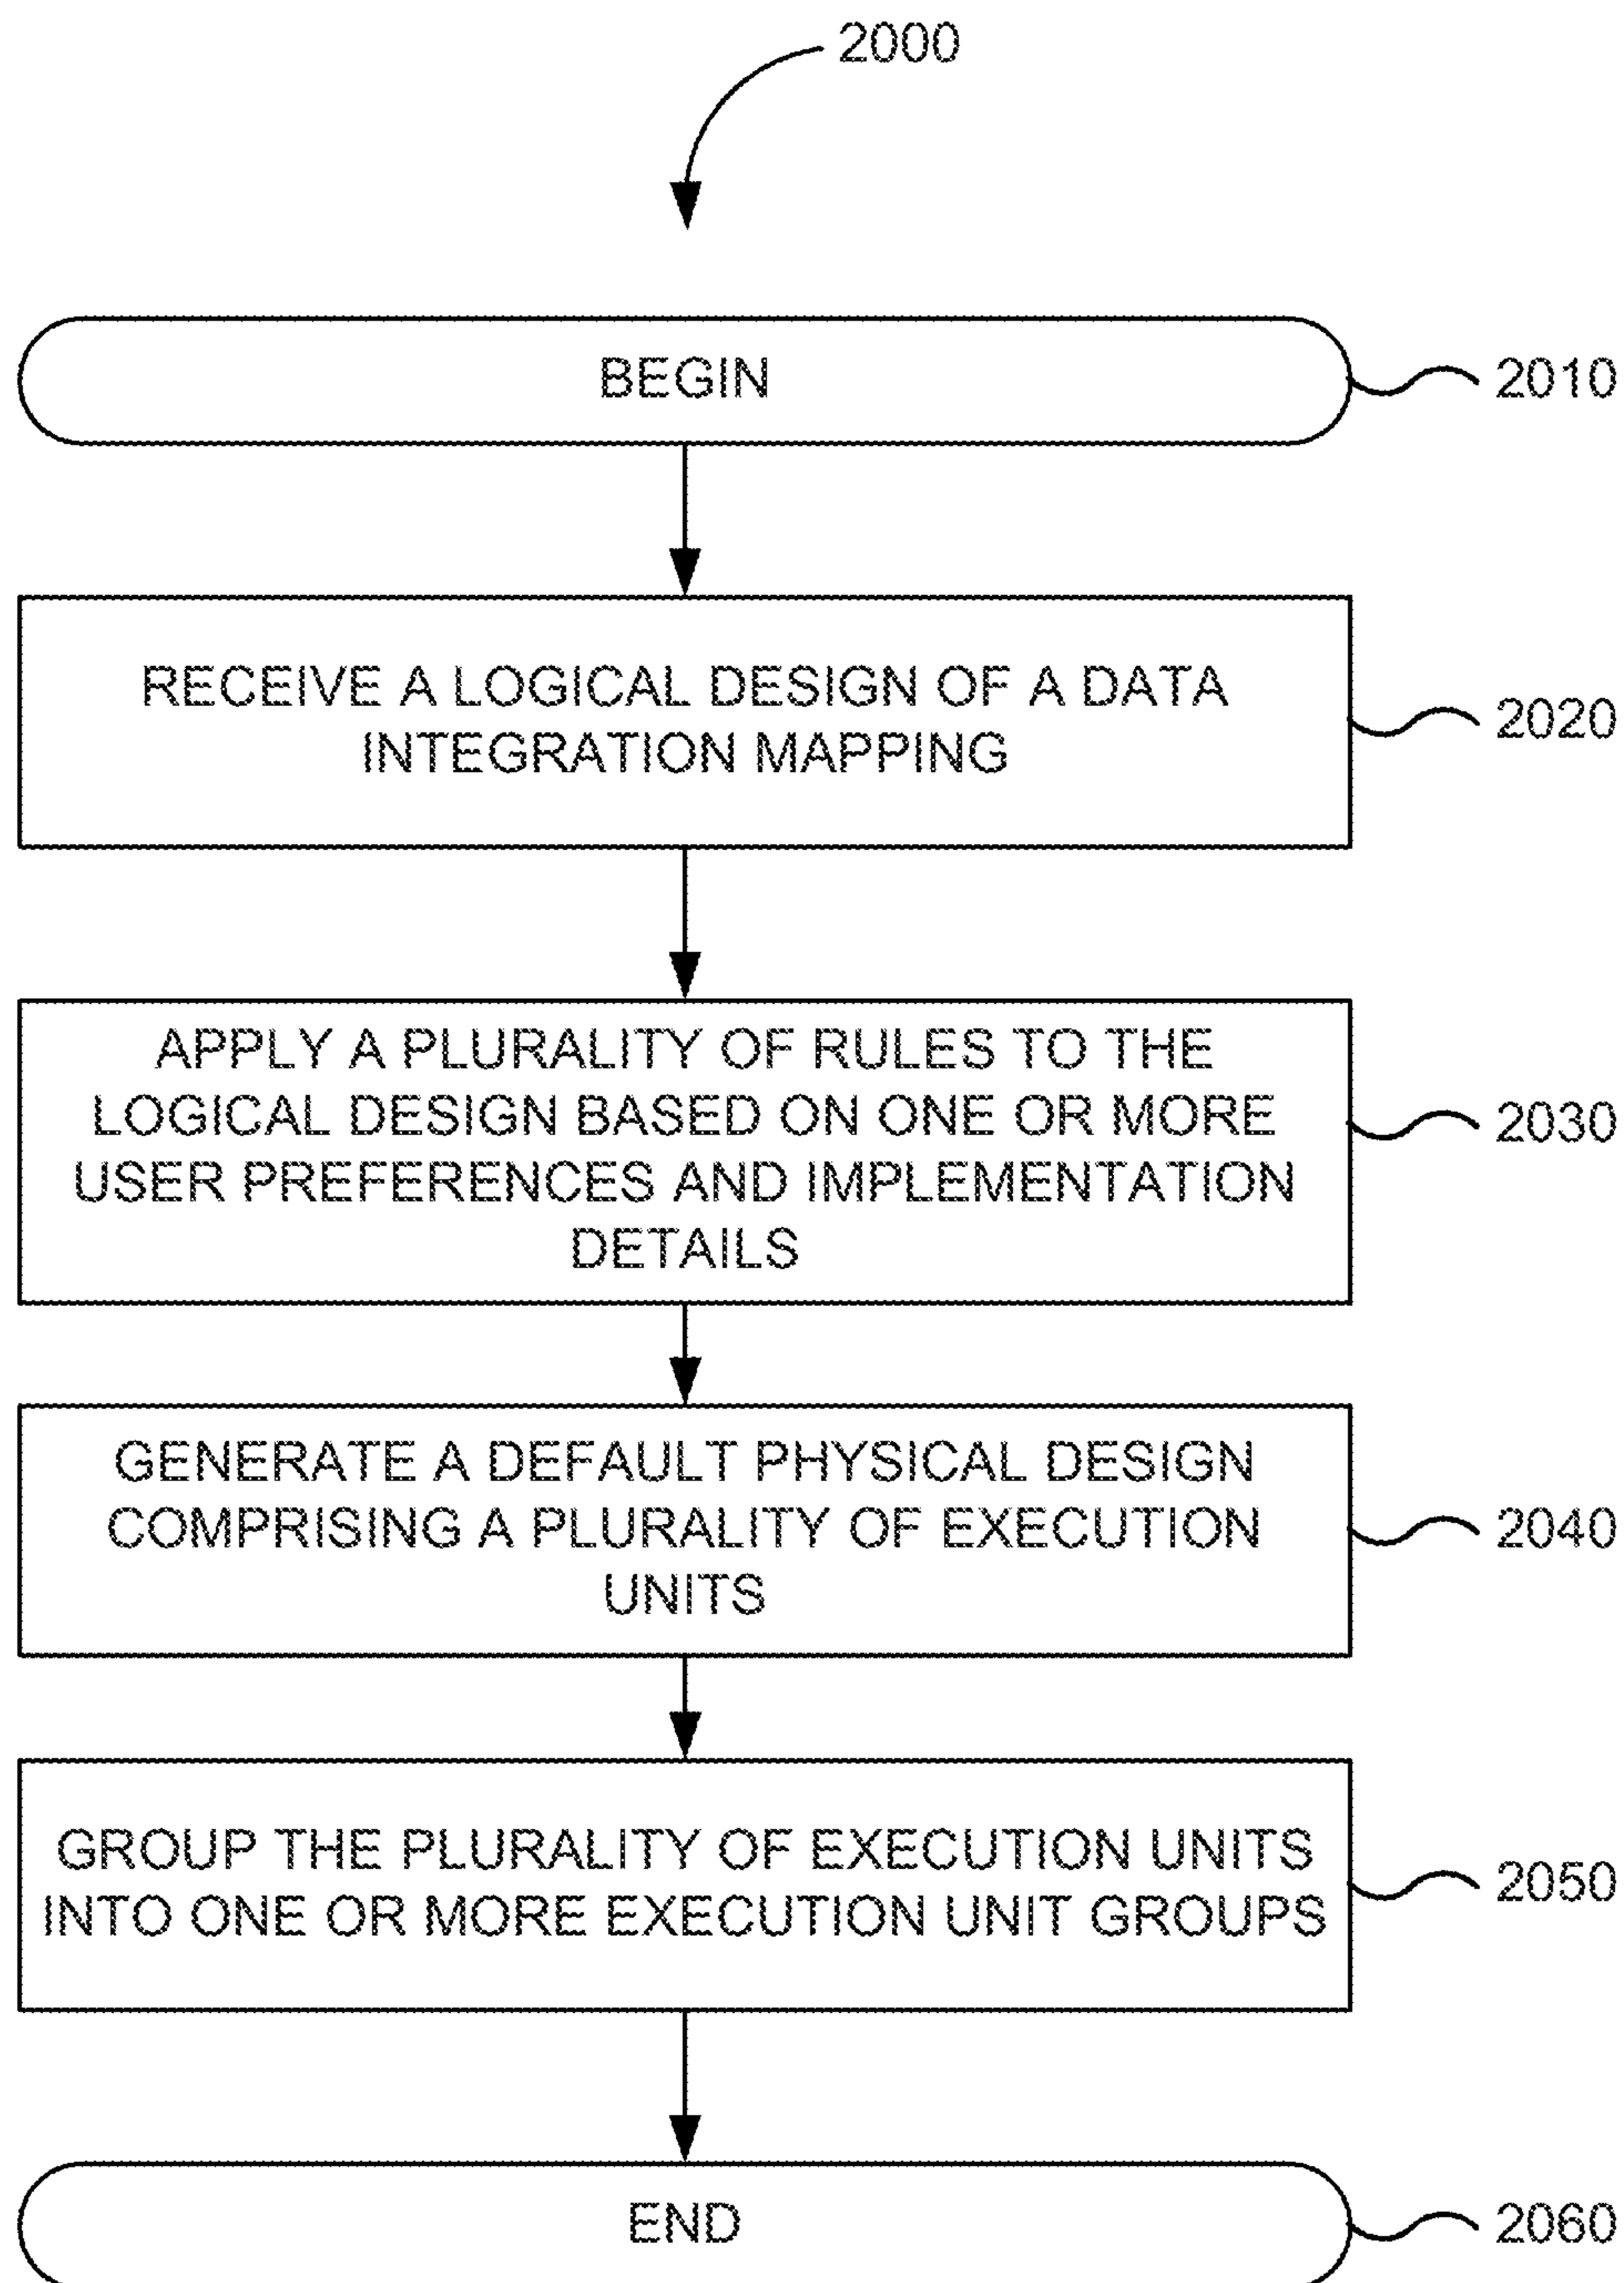 2000
BEGIN
2010
RECEIVE A LOGICAL DESIGN OF A DATA
INTEGRATION MAPPING
2020
APPLY A PLURALITY OF RULES TO THE
LOGICAL DESIGN BASED ON ONE OR MORE
USER PREFERENCES AND IMPLEMENTATION
DETAILS
2030
GENERATE A DEFAULT PHYSICAL DESIGN
COMPRISING A PLURALITY OF EXECUTION
UNITS
2040
GROUP THE PLURALITY OF EXECUTION UNITS
INTO ONE OR MORE EXECUTION UNIT GROUPS
2050
END
2060